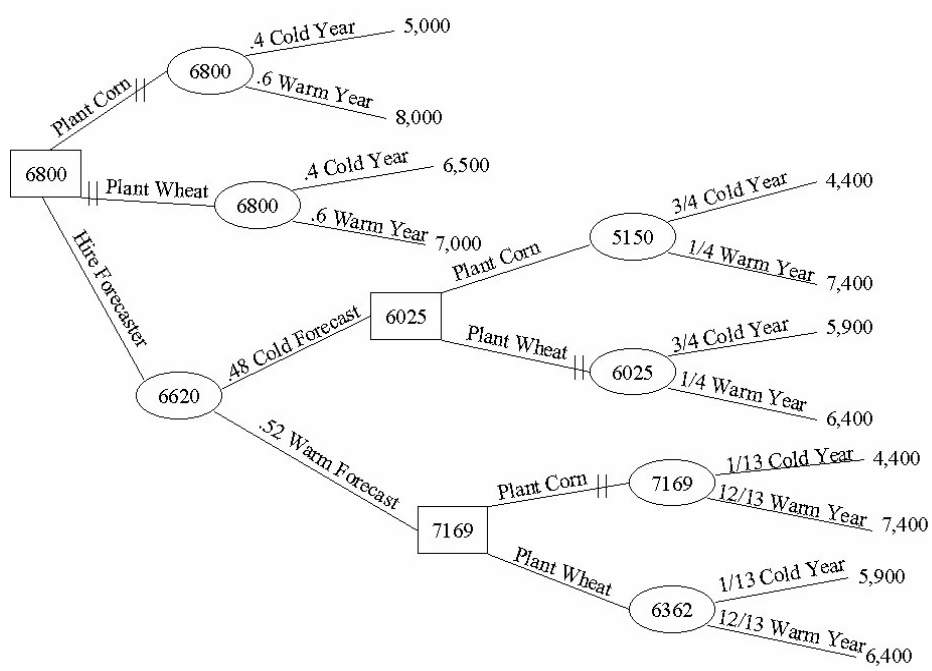 .4 Cold Year
5,000
6800
.6 Warm Year
8,000
Plant Corn
6800
Plant Wheat
.4 Cold Year
6,500
6800
.6 Warm Year
7,000
Hire Forecaster
6620
.48 Cold Forecast
6025
Plant Corn
5150
3/4 Cold Year
4,400
1/4 Warm Year
7,400
Plant Wheat
6025
3/4 Cold Year
5,900
1/4 Warm Year
6,400
.52 Warm Forecast
7169
Plant Corn
7169
1/13 Cold Year
4,400
12/13 Warm Year
7,400
Plant Wheat
6362
1/13 Cold Year
5,900
12/13 Warm Year
6,400